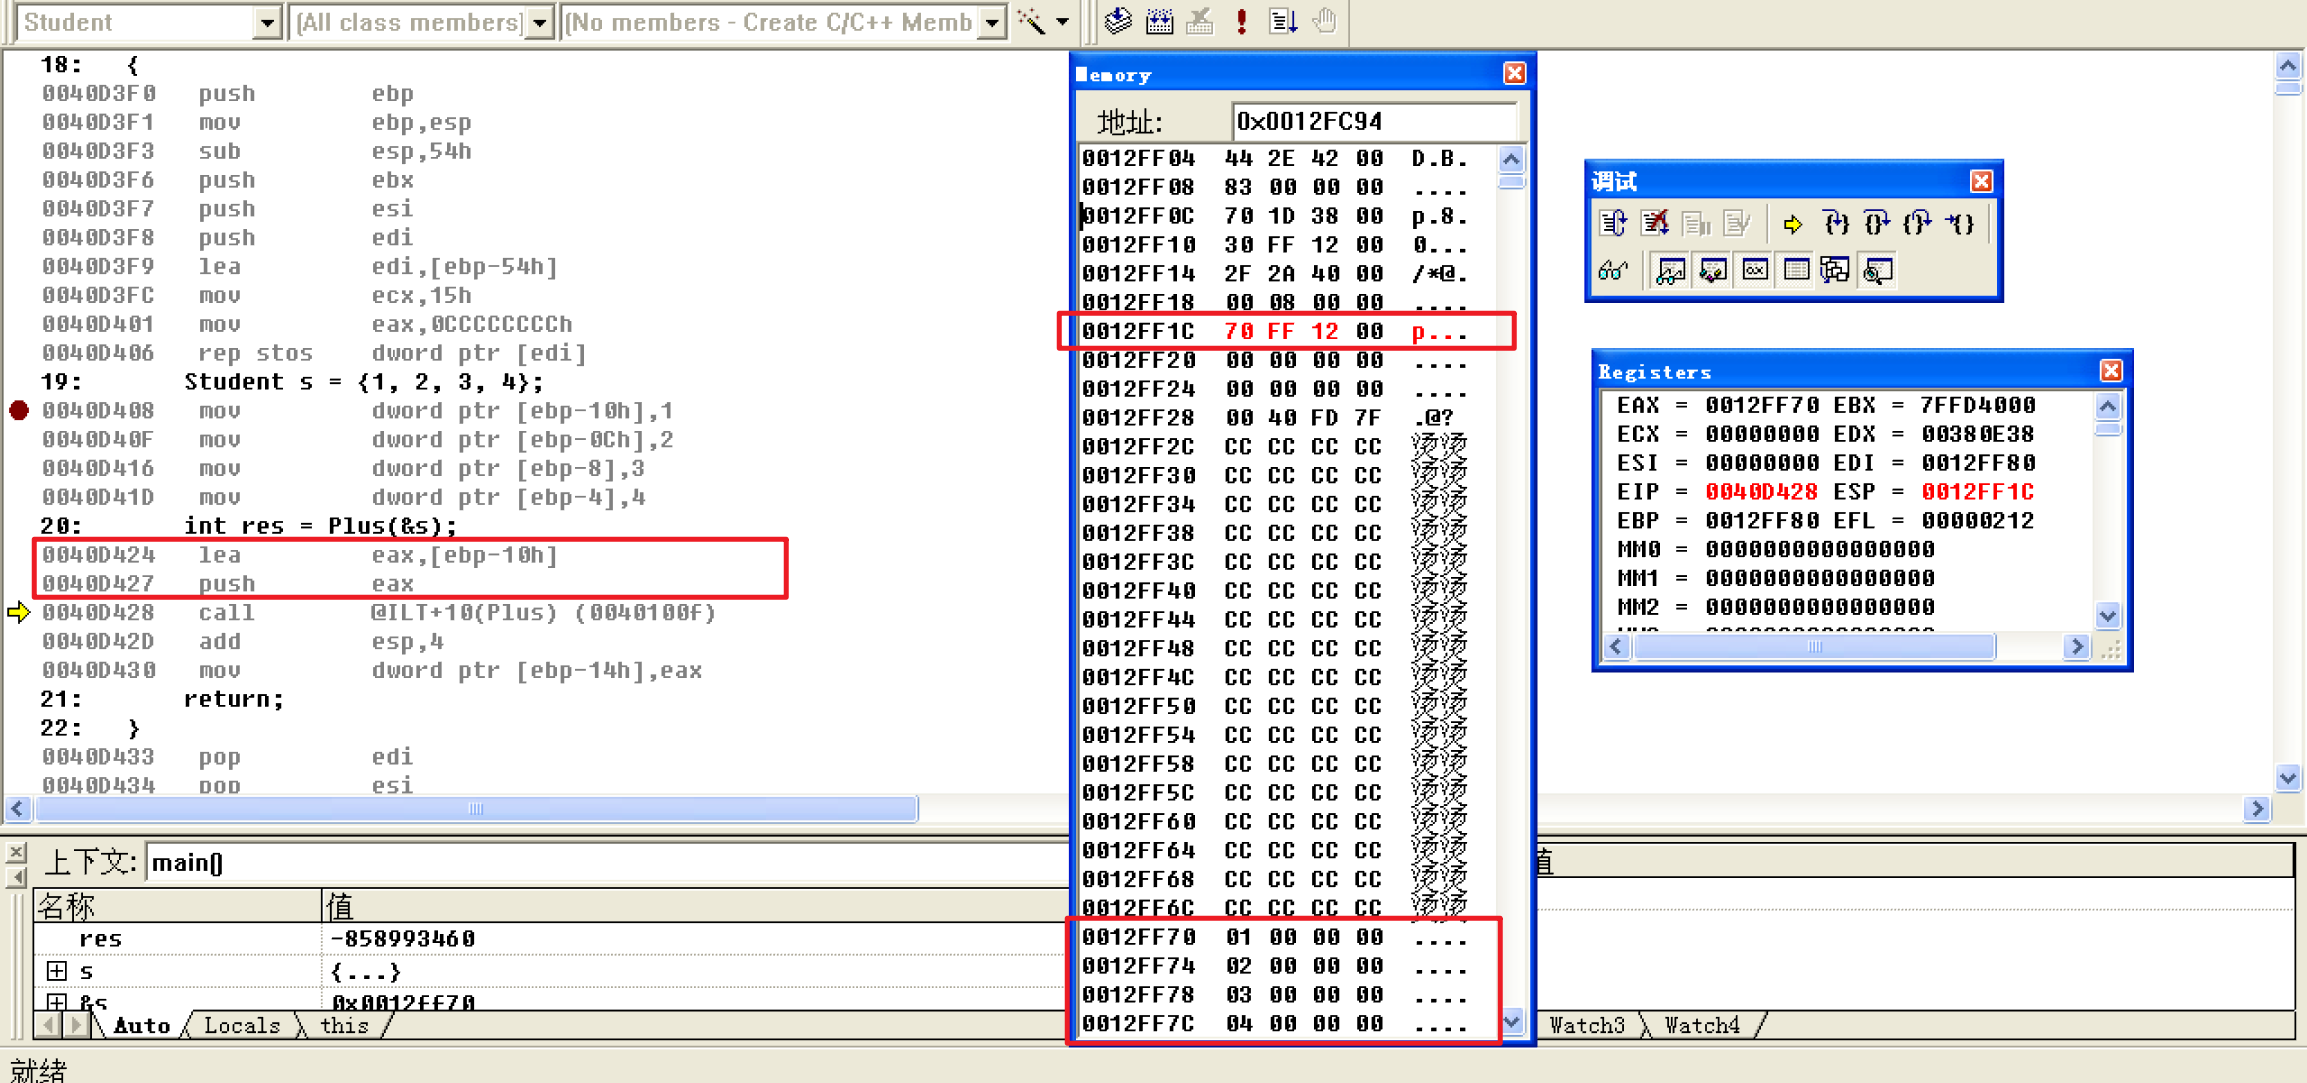 Student
(All class members)
(No members - Create C/C++ Memb
18: {
0040D3F0 push ebp
0040D3F1 mov ebp,esp
0040D3F3 sub esp,54h
0040D3F6 push ebx
0040D3F7 push esi
0040D3F8 push edi
0040D3F9 lea edi,[ebp-54h]
0040D3FC mov ecx,15h
0040D401 mov eax,0CCCCCCCCh
0040D406 rep stos dword ptr [edi]
19: Student s = {1, 2, 3, 4};
0040D408 mov dword ptr [ebp-10h],1
0040D40F mov dword ptr [ebp-0Ch],2
0040D416 mov dword ptr [ebp-8],3
0040D41D mov dword ptr [ebp-4],4
20: int res = Plus(&s);
0040D424 lea eax,[ebp-10h]
0040D427 push eax
0040D428 call @ILT+10(Plus) (0040100f)
0040D42D add esp,4
0040D430 mov dword ptr [ebp-14h],eax
21: return;
22: }
0040D433 pop edi
0040D434 pop esi
Memory
地址: 0x0012FC94
0012FF04 44 2E 42 00 D.B.
0012FF08 83 00 00 00 ....
0012FF0C 70 1D 38 00 p.8.
0012FF10 30 FF 12 00 0...
0012FF14 2F 2A 40 00 /*@.
0012FF18 00 08 00 00 ....
0012FF1C 70 FF 12 00 p...
0012FF20 00 00 00 00 ....
0012FF24 00 00 00 00 ....
0012FF28 00 40 FD 7F .@?
0012FF2C CC CC CC CC 烫烫
0012FF30 CC CC CC CC 烫烫
0012FF34 CC CC CC CC 烫烫
0012FF38 CC CC CC CC 烫烫
0012FF3C CC CC CC CC 烫烫
0012FF40 CC CC CC CC 烫烫
0012FF44 CC CC CC CC 烫烫
0012FF48 CC CC CC CC 烫烫
0012FF4C CC CC CC CC 烫烫
0012FF50 CC CC CC CC 烫烫
0012FF54 CC CC CC CC 烫烫
0012FF58 CC CC CC CC 烫烫
0012FF5C CC CC CC CC 烫烫
0012FF60 CC CC CC CC 烫烫
0012FF64 CC CC CC CC 烫烫
0012FF68 CC CC CC CC 烫烫
0012FF6C CC CC CC CC 烫烫
0012FF70 01 00 00 00 ....
0012FF74 02 00 00 00 ....
0012FF78 03 00 00 00 ....
0012FF7C 04 00 00 00 ....
调试
Registers
EAX = 0012FF70 EBX = 7FFD4000
ECX = 00000000 EDX = 00380E38
ESI = 00000000 EDI = 0012FF80
EIP = 0040D428 ESP = 0012FF1C
EBP = 0012FF80 EFL = 00000212
MM0 = 0000000000000000
MM1 = 0000000000000000
MM2 = 0000000000000000
上下文: main()
名称 值
res -858993460
s {...}
&s 0x0012ff70
Auto Locals this
值
Watch3 Watch4
就绪